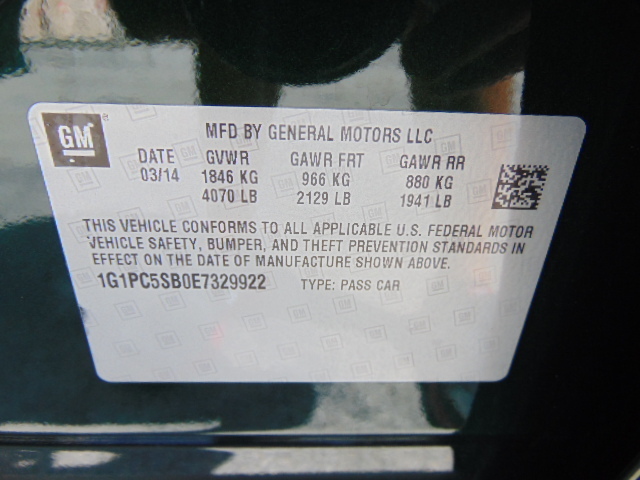 GM
MFD BY GENERAL MOTORS LLC
DATE GVWR GAWR FRT GAWR RR
03/14 1846 KG 966 KG 880 KG
4070 LB 2129 LB 1941 LB
THIS VEHICLE CONFORMS TO ALL APPLICABLE U.S. FEDERAL MOTOR
VEHICLE SAFETY, BUMPER, AND THEFT PREVENTION STANDARDS IN
EFFECT ON THE DATE OF MANUFACTURE SHOWN ABOVE.
1G1PC5SB0E7329922 TYPE: PASS CAR